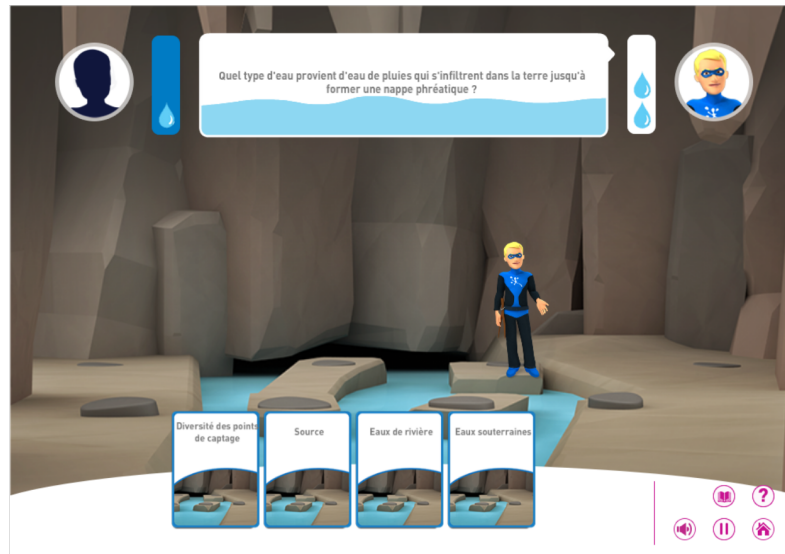 Quel type d'eau provient d'eau de pluies qui s'infiltrent dans la terre jusqu'à
former une nappe phréatique ?
Diversité des points
de captage
Source
Eaux de rivière
Eaux souterraines
?